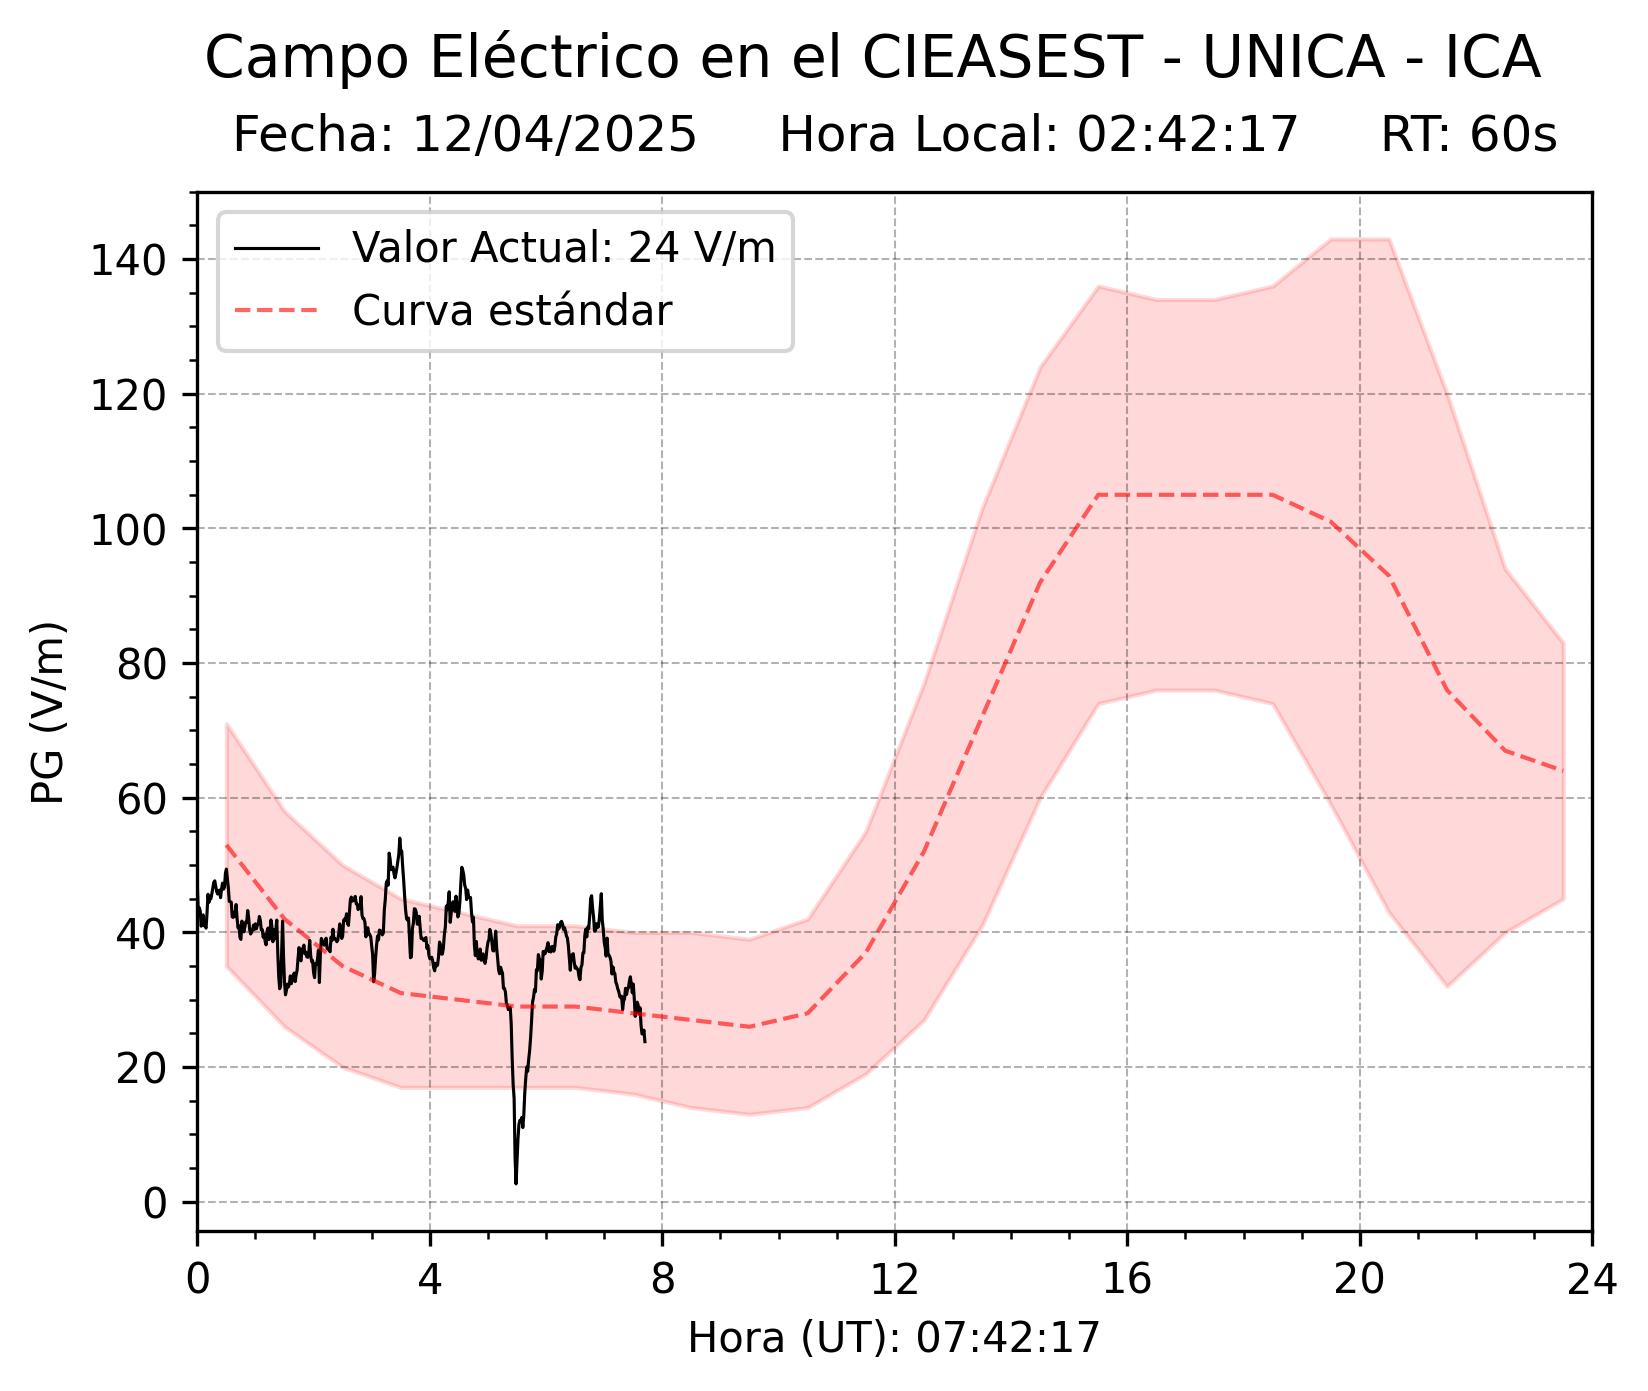 Campo Eléctrico en el CIEASEST - UNICA - ICA
Fecha: 12/04/2025 Hora Local: 02:42:17 RT: 60s
Valor Actual: 24 V/m
Curva estándar
PG (V/m)
140
120
100
80
60
40
20
0
0 4 8 12 16 20 24
Hora (UT): 07:42:17